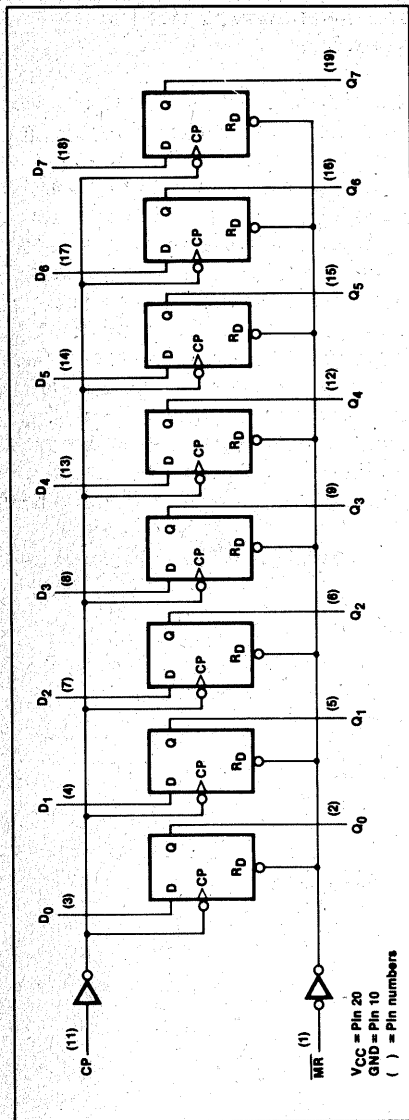 D0 (3)
D1 (4)
D2 (7)
D3 (8)
D4 (13)
D5 (14)
D6 (17)
D7 (18)
CP (11)
D Q
CP
RD
D Q
CP
RD
D Q
CP
RD
D Q
CP
RD
D Q
CP
RD
D Q
CP
RD
D Q
CP
RD
D Q
CP
RD
MR (1)
(2)
Q0
(5)
Q1
(6)
Q2
(9)
Q3
(12)
Q4
(15)
Q5
(16)
Q6
(19)
Q7
VCC = Pin 20
GND = Pin 10
( ) = Pin numbers